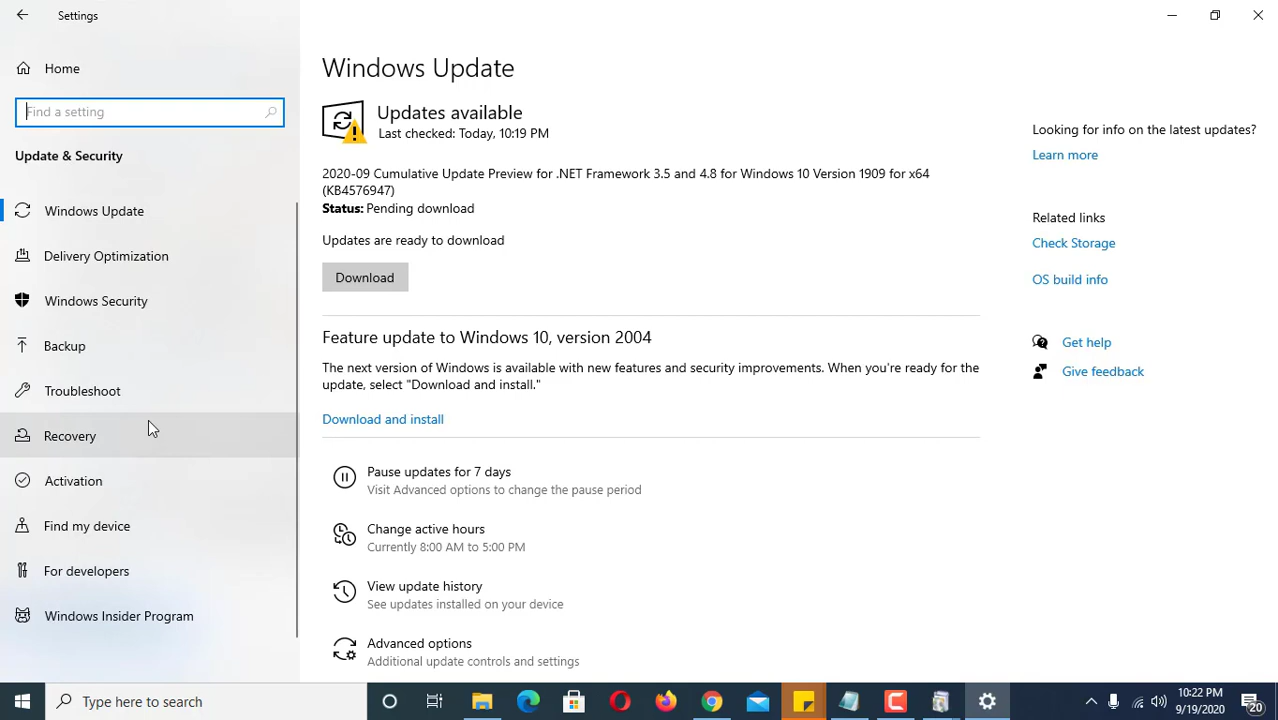 Settings
Home
Find a setting
Update & Security
Windows Update
Delivery Optimization
Windows Security
Backup
Troubleshoot
Recovery
Activation
Find my device
For developers
Windows Insider Program
Windows Update
Updates available
Last checked: Today, 10:19 PM
2020-09 Cumulative Update Preview for .NET Framework 3.5 and 4.8 for Windows 10 Version 1909 for x64
(KB4576947)
Status: Pending download
Updates are ready to download
Download
Feature update to Windows 10, version 2004
The next version of Windows is available with new features and security improvements. When you're ready for the
update, select "Download and install."
Download and install
Pause updates for 7 days
Visit Advanced options to change the pause period
Change active hours
Currently 8:00 AM to 5:00 PM
View update history
See updates installed on your device
Advanced options
Additional update controls and settings
Looking for info on the latest updates?
Learn more
Related links
Check Storage
OS build info
Get help
Give feedback
Type here to search
10:22 PM
9/19/2020
20